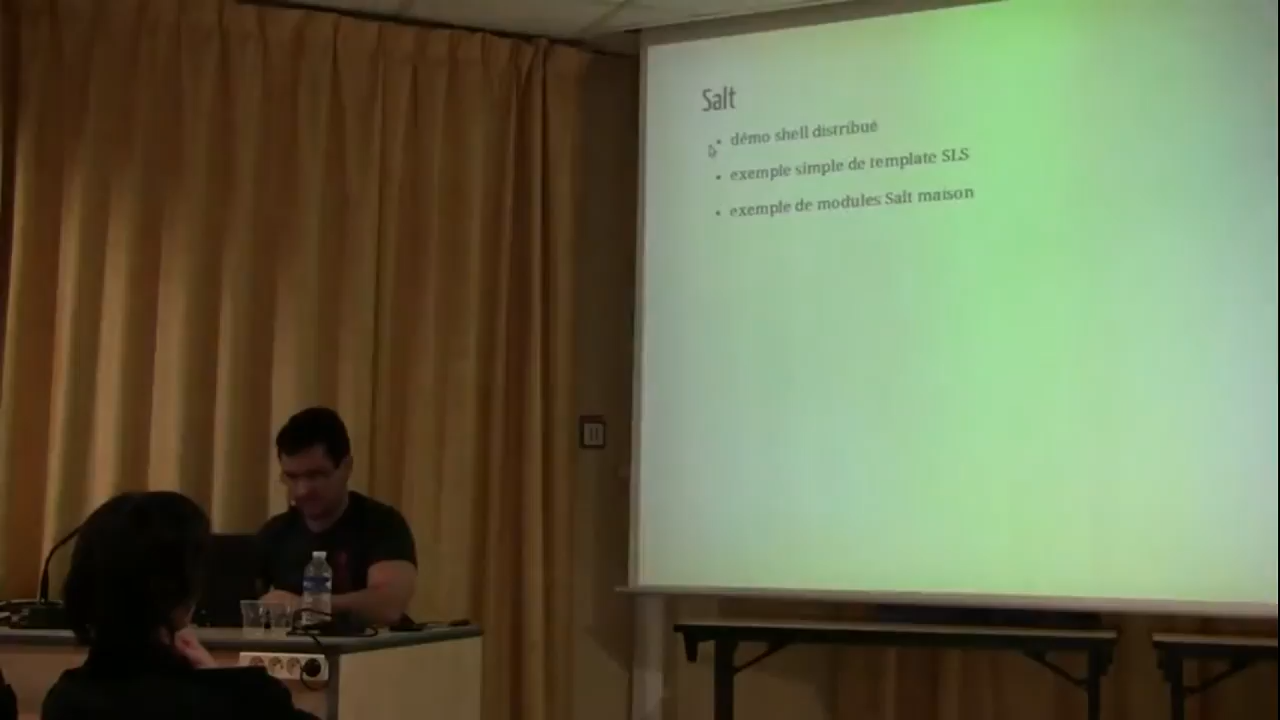 Salt
• démo shell distribué
• exemple simple de template SLS
• exemple de modules Salt maison